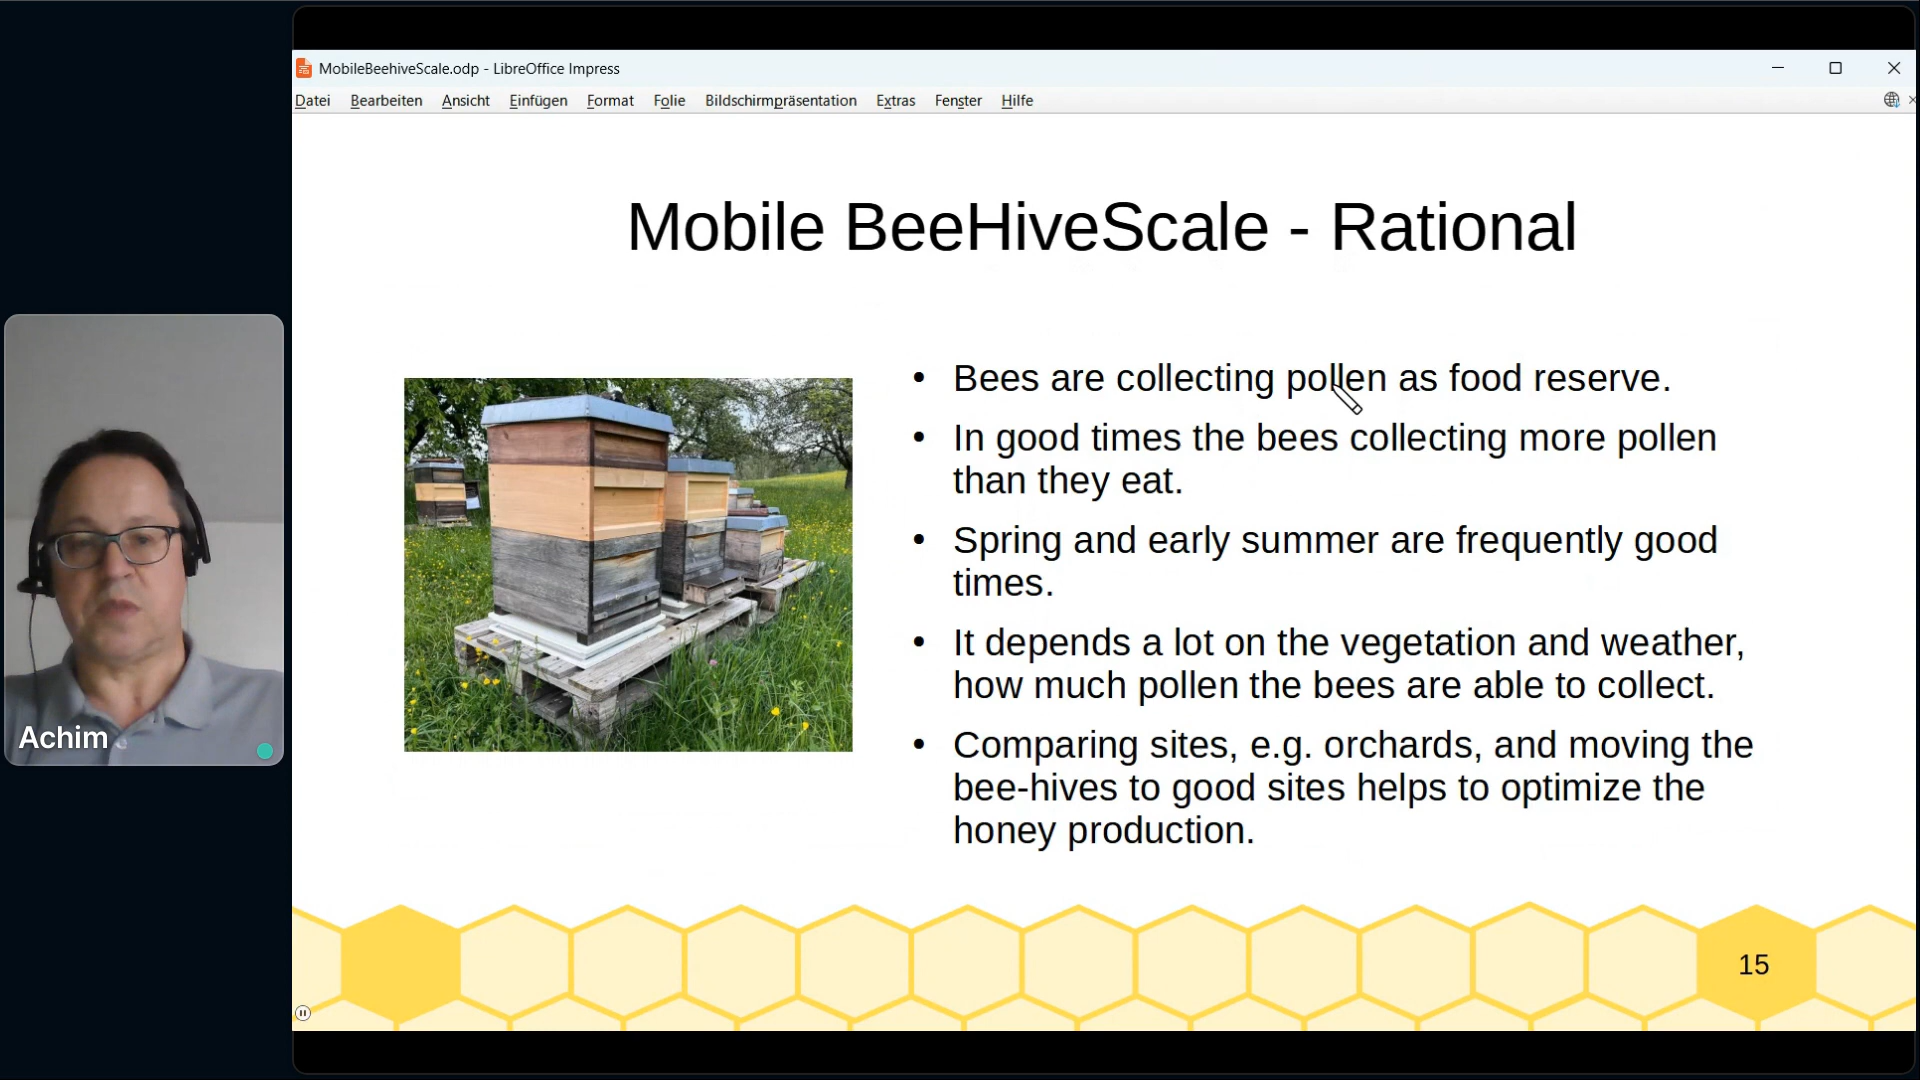 MobileBeehiveScale.odp - LibreOffice Impress
Datei Bearbeiten Ansicht Einfügen Format Folie Bildschirmpräsentation Extras Fenster Hilfe
Mobile BeeHiveScale - Rational
• Bees are collecting pollen as food reserve.
• In good times the bees collecting more pollen
than they eat.
• Spring and early summer are frequently good
times.
• It depends a lot on the vegetation and weather,
how much pollen the bees are able to collect.
• Comparing sites, e.g. orchards, and moving the
bee-hives to good sites helps to optimize the
honey production.
Achim
15